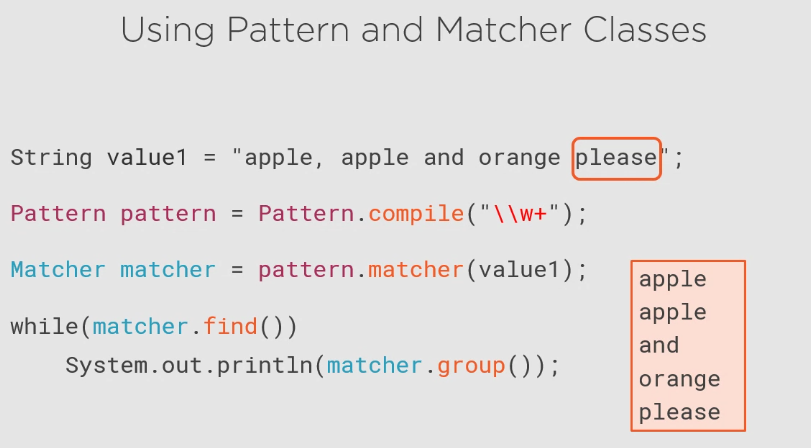 Using Pattern and Matcher Classes
String value1 = "apple, apple and orange please";
Pattern pattern = Pattern.compile("\\w+");
Matcher matcher = pattern.matcher(value1);
while(matcher.find())
System.out.println(matcher.group());
apple
apple
and
orange
please